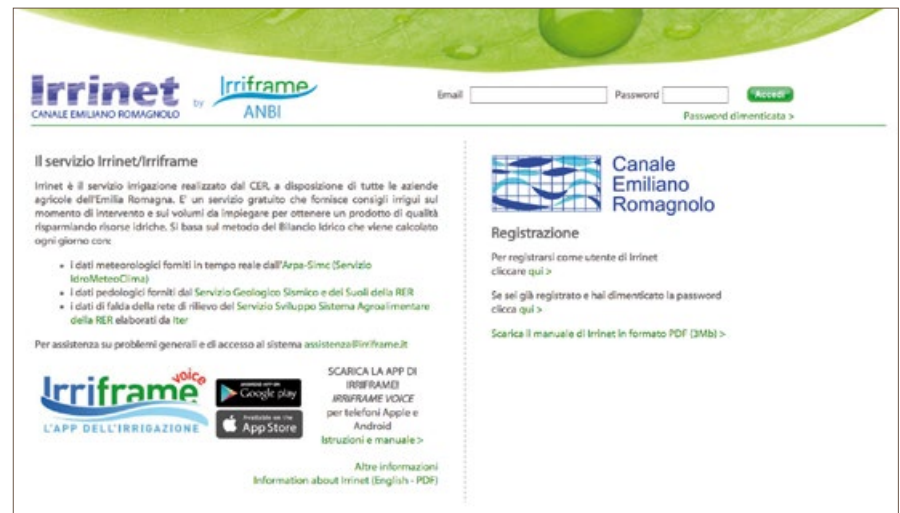 Irrinet
CANALE EMILIANO ROMAGNOLO
by
Irriframe
ANBI
Email
Password
Accedi
Password dimenticata >
Il servizio Irrinet/Irriframe
Irrinet è il servizio irrigazione realizzato dal CER, a disposizione di tutte le aziende
agricole dell'Emilia Romagna. E' un servizio gratuito che fornisce consigli irrigui sul
momento di intervento e sui volumi da impiegare per ottenere un prodotto di qualità
risparmiando risorse idriche. Si basa sul metodo del Bilancio Idrico che viene calcolato
ogni giorno con:
• i dati meteorologici forniti in tempo reale dall'Arpa-Simc (Servizio
IdroMeteoClima)
• i dati pedologici forniti dal Servizio Geologico Sismico e dei Suoli della RER
• i dati di falda della rete di rilievo del Servizio Sviluppo Sistema Agroalimentare
della RER elaborati da Iter
Per assistenza su problemi generali e di accesso al sistema assistenza@irriframe.it
Irriframe voice
L'APP DELL'IRRIGAZIONE
ANDROID APP ON
Google play
Available on the
App Store
SCARICA LA APP DI
IRRIFRAME!
IRRIFRAME VOICE
per telefoni Apple e
Android
Istruzioni e manuale >
Altre informazioni
Information about Irrinet (English - PDF)
Canale
Emiliano
Romagnolo
Registrazione
Per registrarsi come utente di Irrinet
cliccare qui >
Se sei già registrato e hai dimenticato la password
clicca qui >
Scarica il manuale di Irrinet in formato PDF (3Mb) >